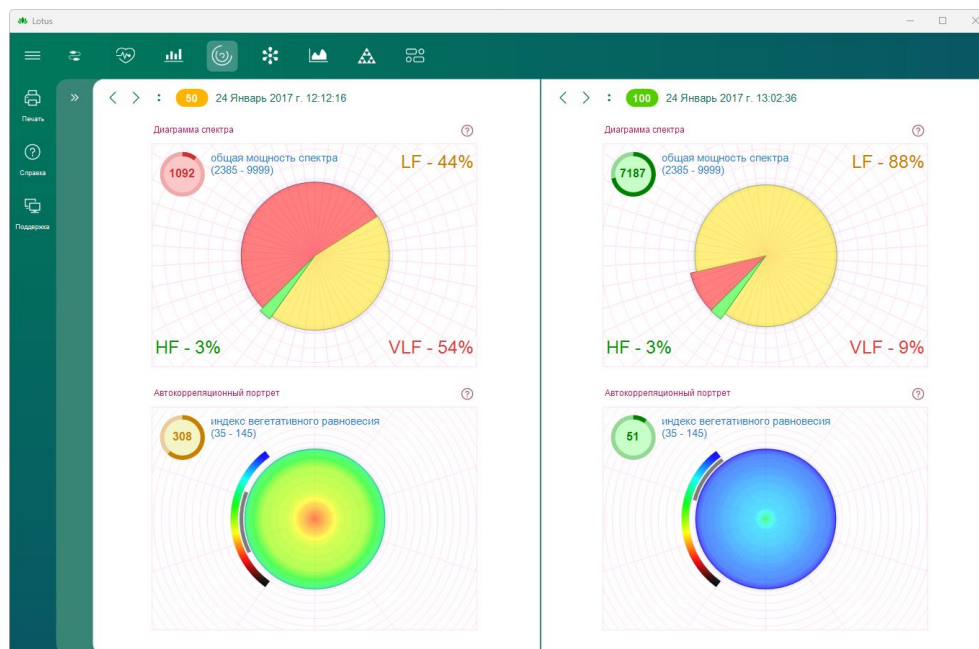 Lotus
Печать
Справка
Поддержка
50 24 Январь 2017 г. 12:12:16
Диаграмма спектра
1092
общая мощность спектра
(2385 - 9999)
LF - 44%
HF - 3%
VLF - 54%
Автокорреляционный портрет
308
индекс вегетативного равновесия
(35 - 145)
100 24 Январь 2017 г. 13:02:36
Диаграмма спектра
7187
общая мощность спектра
(2385 - 9999)
LF - 88%
HF - 3%
VLF - 9%
Автокорреляционный портрет
51
индекс вегетативного равновесия
(35 - 145)